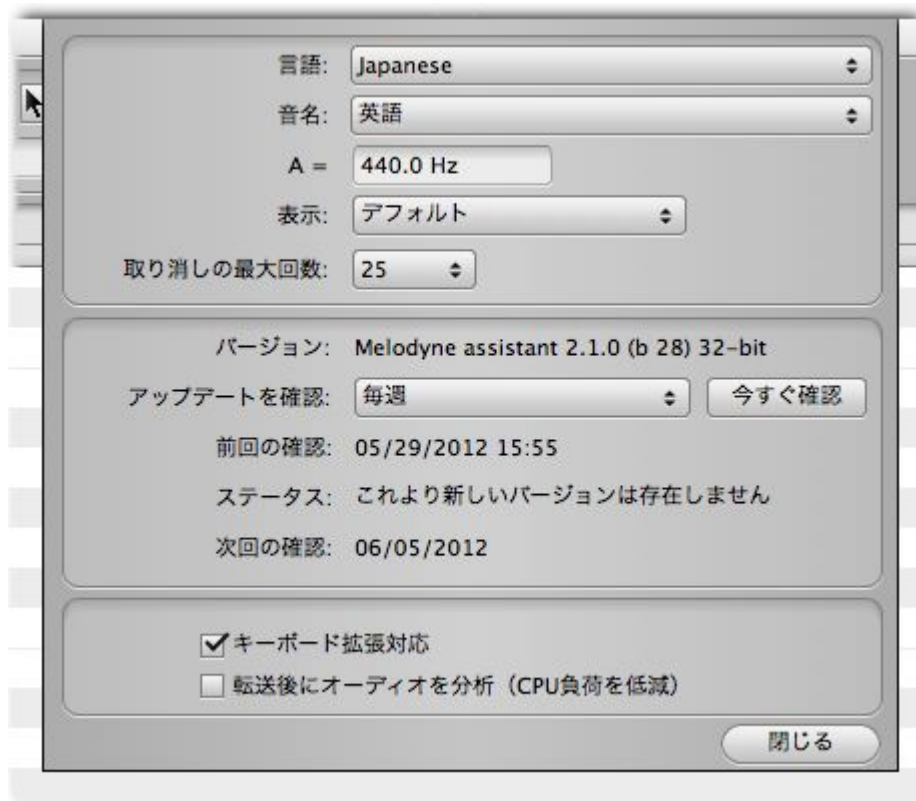 言語: Japanese
音名: 英語
A = 440.0 Hz
表示: デフォルト
取り消しの最大回数: 25
バージョン: Melodyne assistant 2.1.0 (b 28) 32-bit
アップデートを確認: 毎週 今すぐ確認
前回の確認: 05/29/2012 15:55
ステータス: これより新しいバージョンは存在しません
次回の確認: 06/05/2012
キーボード拡張対応
転送後にオーディオを分析（CPU負荷を低減）
閉じる